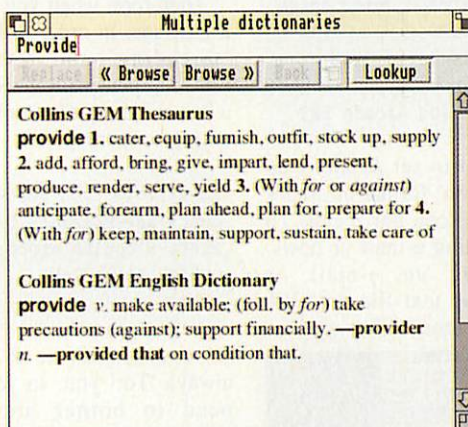 Multiple dictionaries
Provide
Replace « Browse Browse » Back Lookup
Collins GEM Thesaurus
provide 1. cater, equip, furnish, outfit, stock up, supply
2. add, afford, bring, give, impart, lend, present,
produce, render, serve, yield 3. (With for or against)
anticipate, forearm, plan ahead, plan for, prepare for 4.
(With for) keep, maintain, support, sustain, take care of
Collins GEM English Dictionary
provide v. make available; (foll. by for) take
precautions (against); support financially. —provider
n. —provided that on condition that.